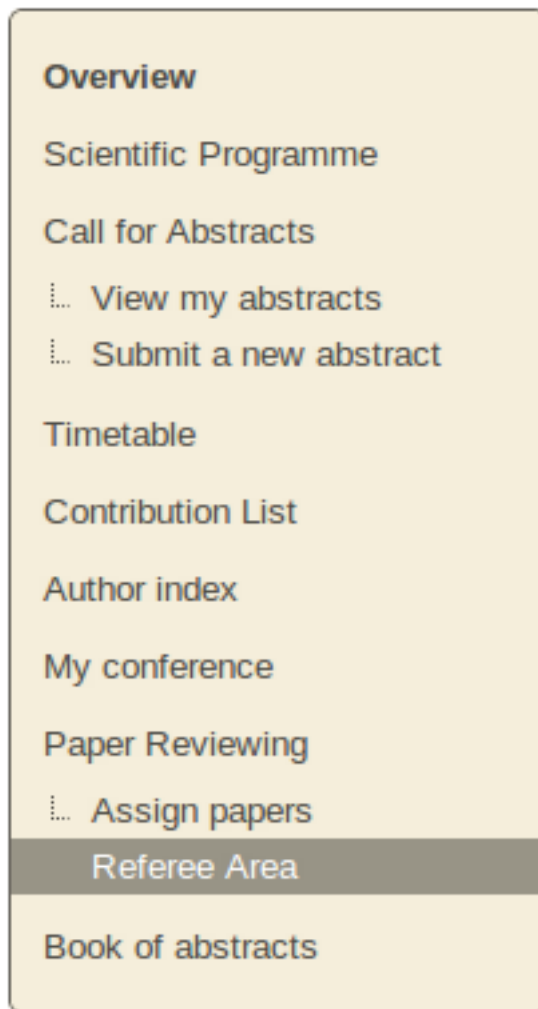 Overview
Scientific Programme
Call for Abstracts
View my abstracts
Submit a new abstract
Timetable
Contribution List
Author index
My conference
Paper Reviewing
Assign papers
Referee Area
Book of abstracts